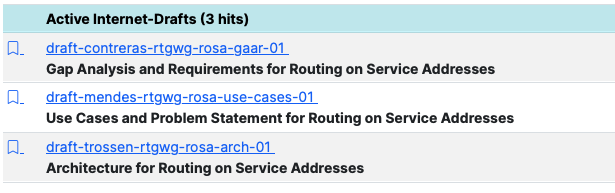 Active Internet-Drafts (3 hits)
draft-contreras-rtgwg-rosa-gaar-01
Gap Analysis and Requirements for Routing on Service Addresses
draft-mendes-rtgwg-rosa-use-cases-01
Use Cases and Problem Statement for Routing on Service Addresses
draft-trossen-rtgwg-rosa-arch-01
Architecture for Routing on Service Addresses